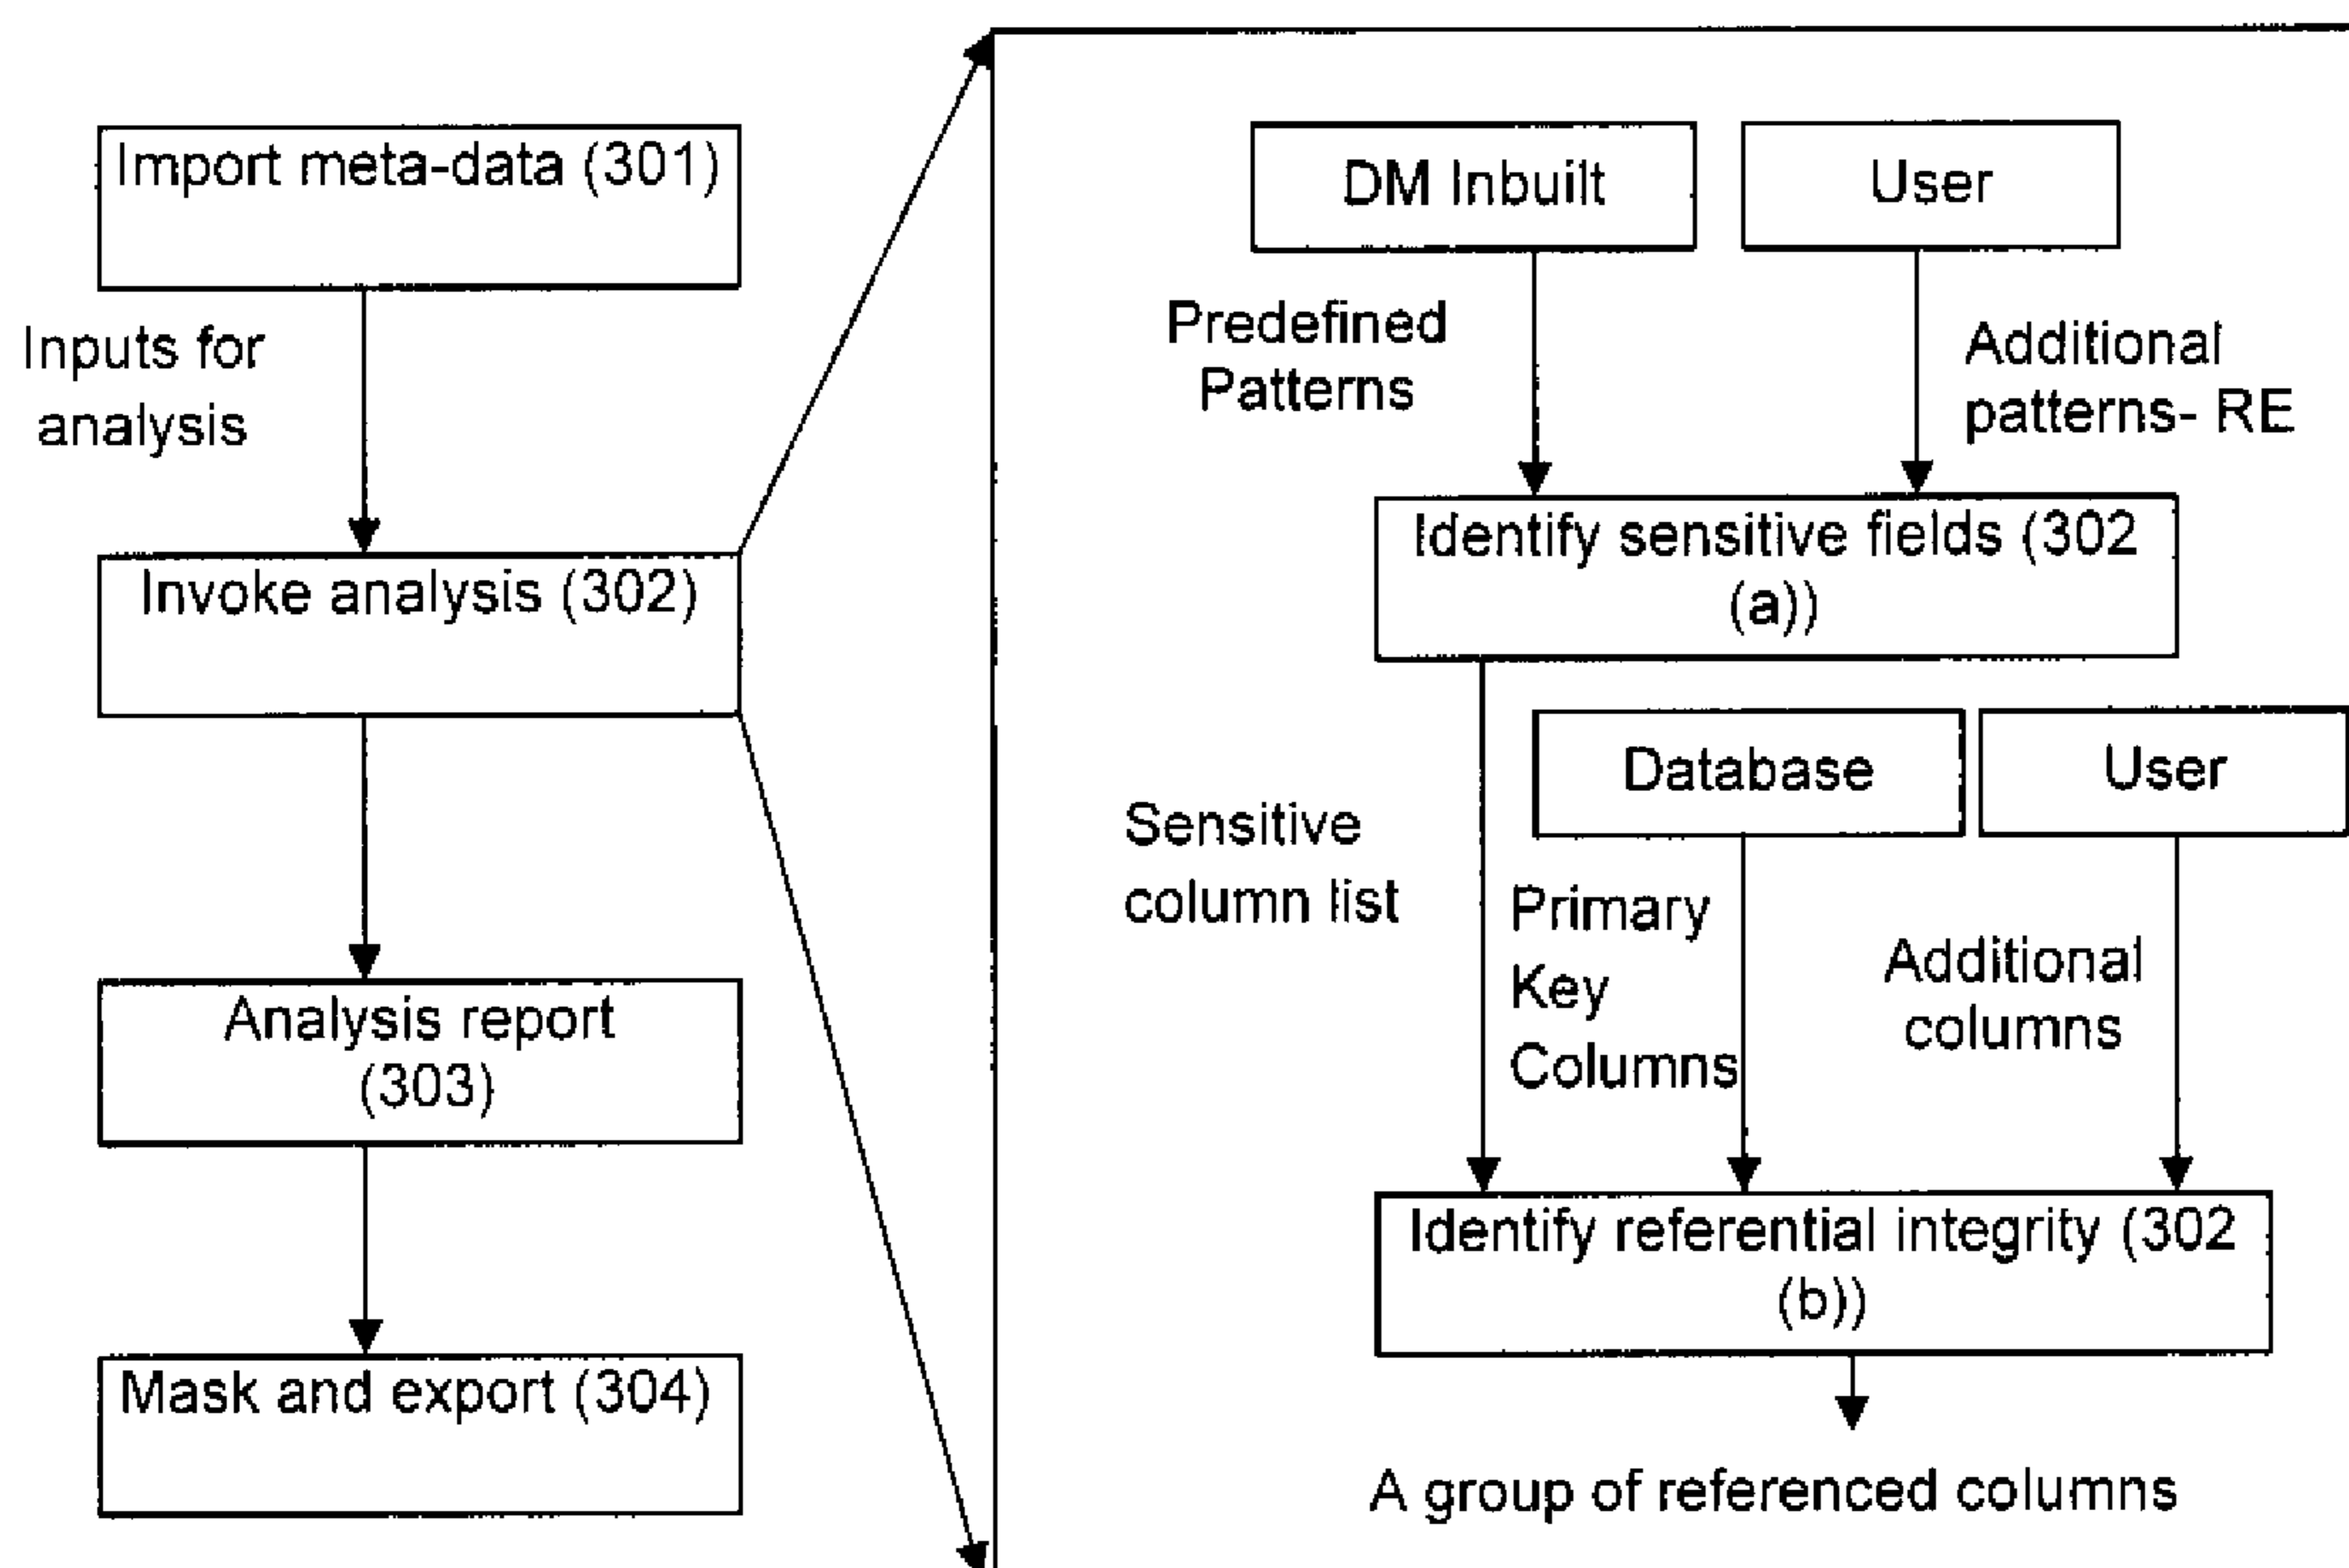 Import meta-data (301)
Inputs for
analysis
Invoke analysis (302)
Analysis report
(303)
Mask and export (304)
DM Inbuilt
User
Predefined
Patterns
Additional
patterns- RE
Identify sensitive fields (302
(a))
Database
User
Sensitive
column list
Primary
Key
Columns
Additional
columns
Identify referential integrity (302
(b))
A group of referenced columns